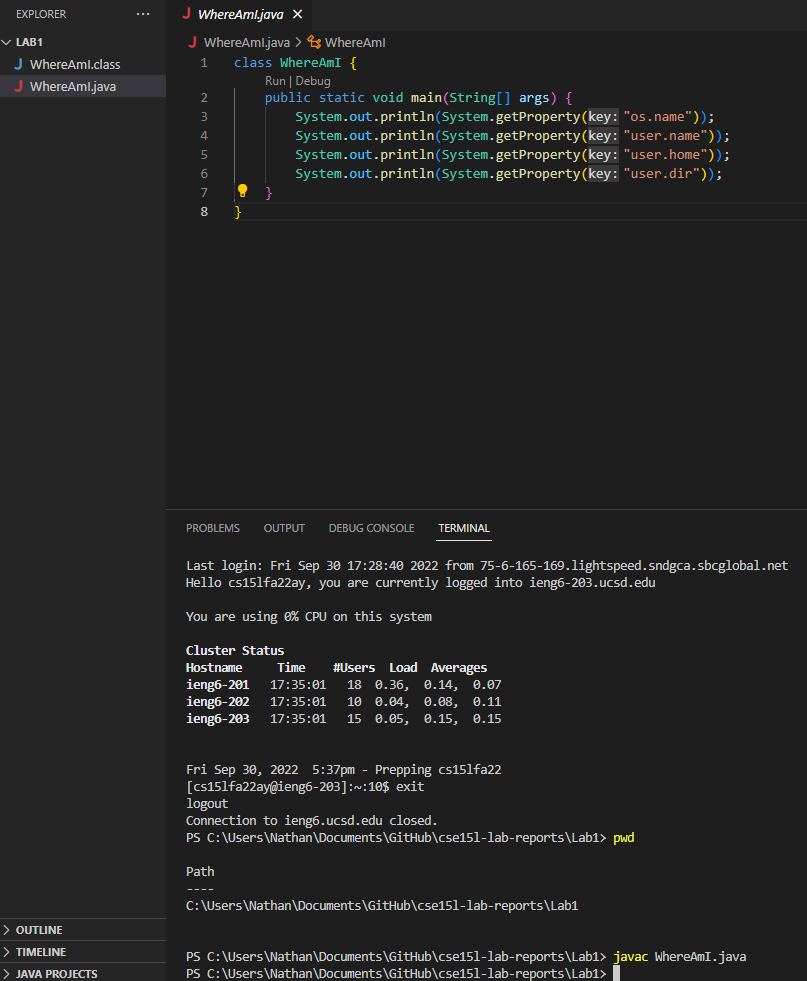 EXPLORER ...
LAB1
J WhereAmI.class
J WhereAmI.java
J WhereAmI.java ×
J WhereAmI.java > WhereAmI
1 class WhereAmI {
Run | Debug
2 public static void main(String[] args) {
3 System.out.println(System.getProperty(key: "os.name"));
4 System.out.println(System.getProperty(key: "user.name"));
5 System.out.println(System.getProperty(key: "user.home"));
6 System.out.println(System.getProperty(key: "user.dir"));
7 }
8 }
PROBLEMS OUTPUT DEBUG CONSOLE TERMINAL
Last login: Fri Sep 30 17:28:40 2022 from 75-6-165-169.lightspeed.sndgca.sbcglobal.net
Hello cs15lfa22ay, you are currently logged into ieng6-203.ucsd.edu
You are using 0% CPU on this system
Cluster Status
Hostname Time #Users Load Averages
ieng6-201 17:35:01 18 0.36, 0.14, 0.07
ieng6-202 17:35:01 10 0.04, 0.08, 0.11
ieng6-203 17:35:01 15 0.05, 0.15, 0.15
Fri Sep 30, 2022 5:37pm - Prepping cs15lfa22
[cs15lfa22ay@ieng6-203]:~:10$ exit
logout
Connection to ieng6.ucsd.edu closed.
PS C:\Users\Nathan\Documents\GitHub\cse15l-lab-reports\Lab1> pwd
Path
----
C:\Users\Nathan\Documents\GitHub\cse15l-lab-reports\Lab1
PS C:\Users\Nathan\Documents\GitHub\cse15l-lab-reports\Lab1> javac WhereAmI.java
PS C:\Users\Nathan\Documents\GitHub\cse15l-lab-reports\Lab1>
OUTLINE
TIMELINE
JAVA PROJECTS